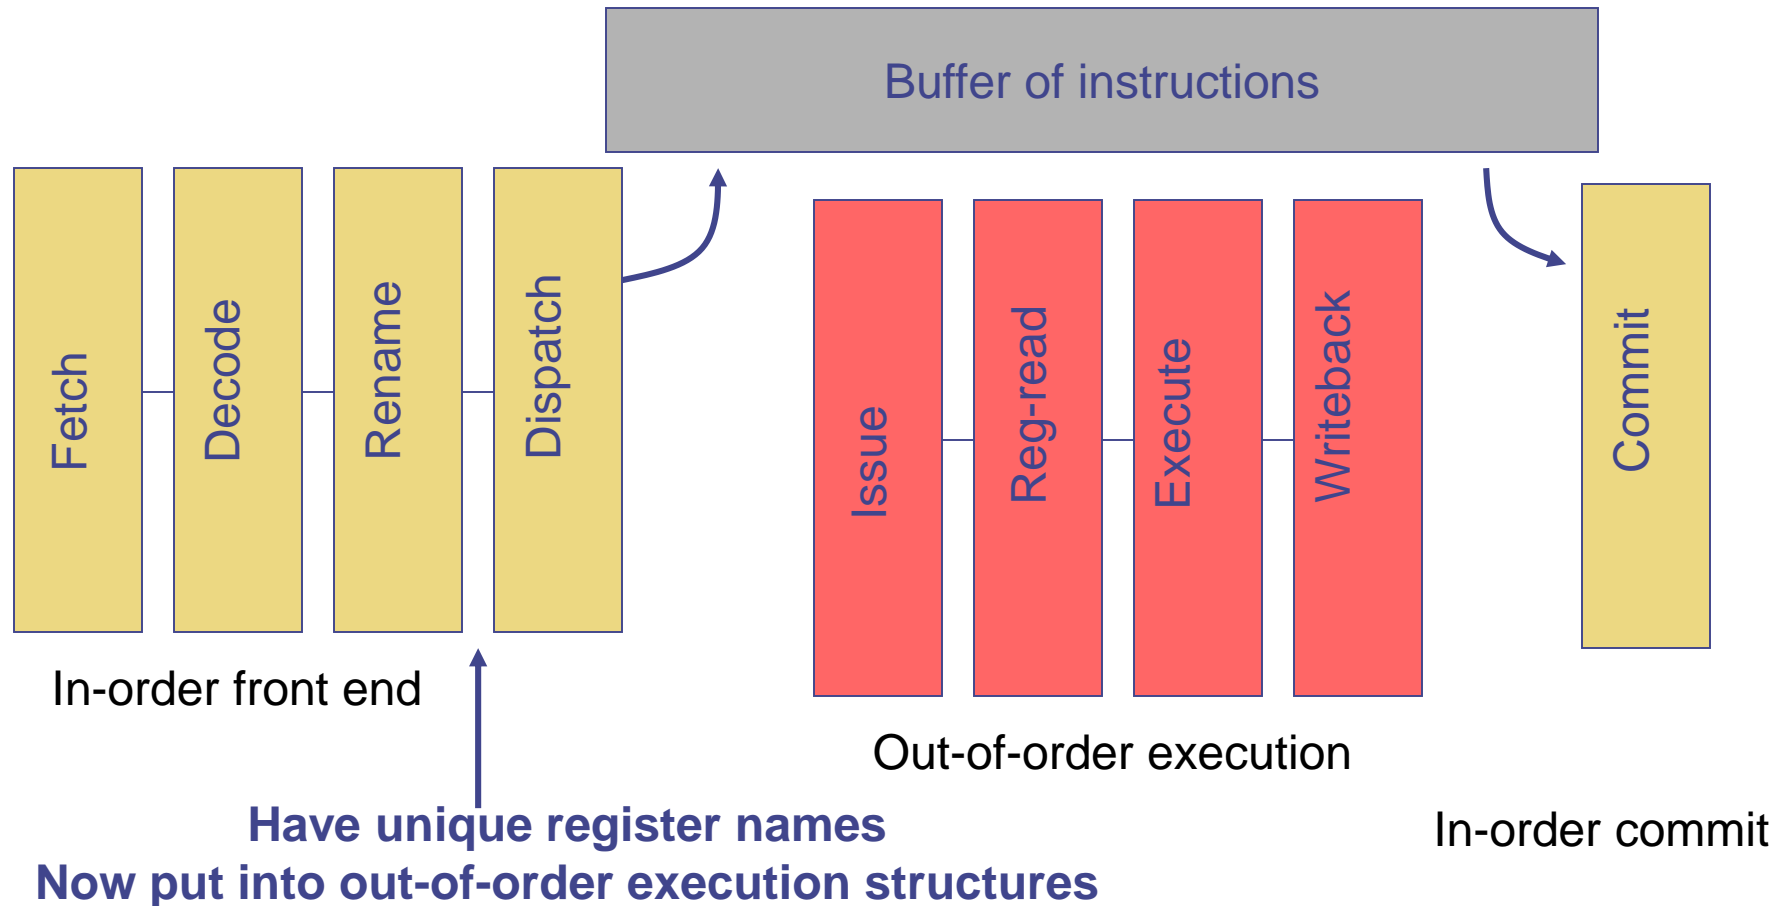 Buffer of instructions
Fetch
Decode
Rename
Dispatch
Issue
Reg-read
Execute
Writeback
Commit
In-order front end
Out-of-order execution
In-order commit
Have unique register names
Now put into out-of-order execution structures